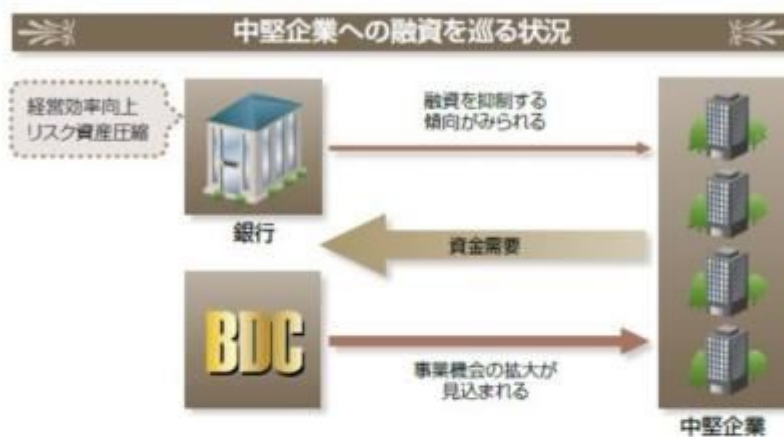 中堅企業への融資を巡る状況
経営効率向上
リスク資産圧縮
融資を抑制する
傾向がみられる
銀行
資金需要
BDC
事業機会の拡大が
見込まれる
中堅企業